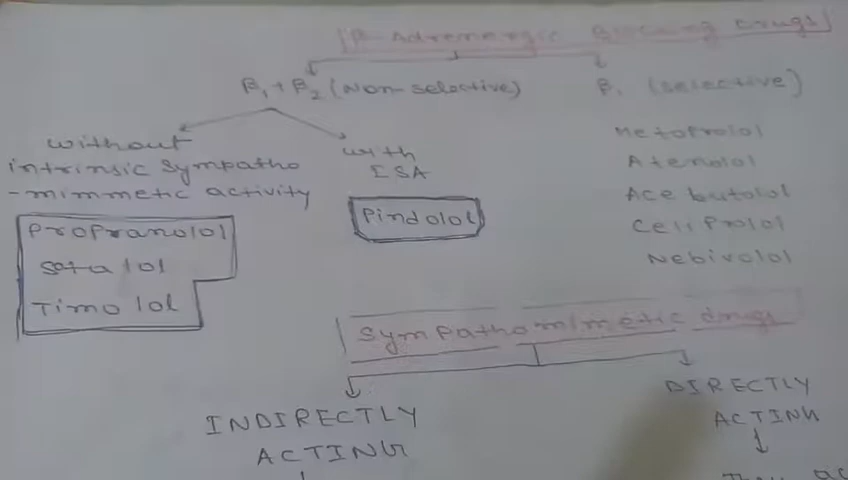 β Adrenergic Blocking drugs
β₁ + β₂ (Non-selective)
β₁ (selective)
without
intrinsic sympatho
-mimmetic activity
with
ISA
Propranolol
Sotalol
Timolol
Pindolol
Metoprolol
Atenolol
Acebutolol
Celiprolol
Nebivolol
Sympathomimetic drugs
INDIRECTLY
ACTING
DIRECTLY
ACTING